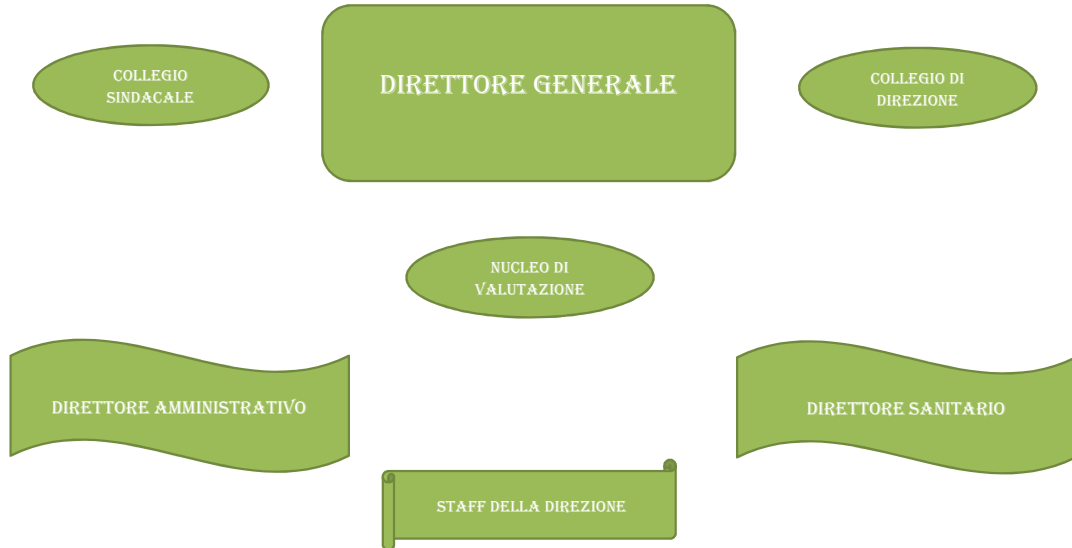 COLLEGIO
SINDACALE
DIRETTORE GENERALE
COLLEGIO DI
DIREZIONE
NUCLEO DI
VALUTAZIONE
DIRETTORE AMMINISTRATIVO
DIRETTORE SANITARIO
STAFF DELLA DIREZIONE